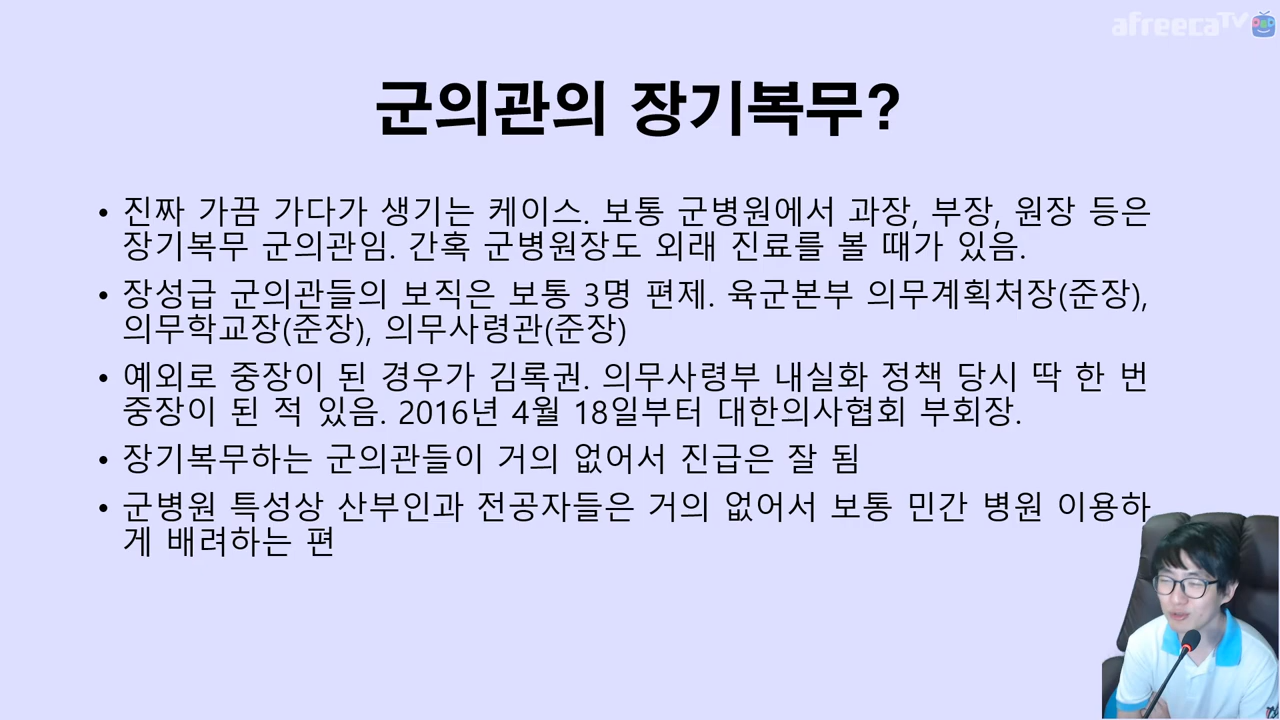 afreecaTV
군의관의 장기복무?
• 진짜 가끔 가다가 생기는 케이스. 보통 군병원에서 과장, 부장, 원장 등은
장기복무 군의관임. 간혹 군병원장도 외래 진료를 볼 때가 있음.
• 장성급 군의관들의 보직은 보통 3명 편제. 육군본부 의무계획처장(준장),
의무학교장(준장), 의무사령관(준장)
• 예외로 중장이 된 경우가 김록권. 의무사령부 내실화 정책 당시 딱 한 번
중장이 된 적 있음. 2016년 4월 18일부터 대한의사협회 부회장.
• 장기복무하는 군의관들이 거의 없어서 진급은 잘 됨
• 군병원 특성상 산부인과 전공자들은 거의 없어서 보통 민간 병원 이용하
게 배려하는 편